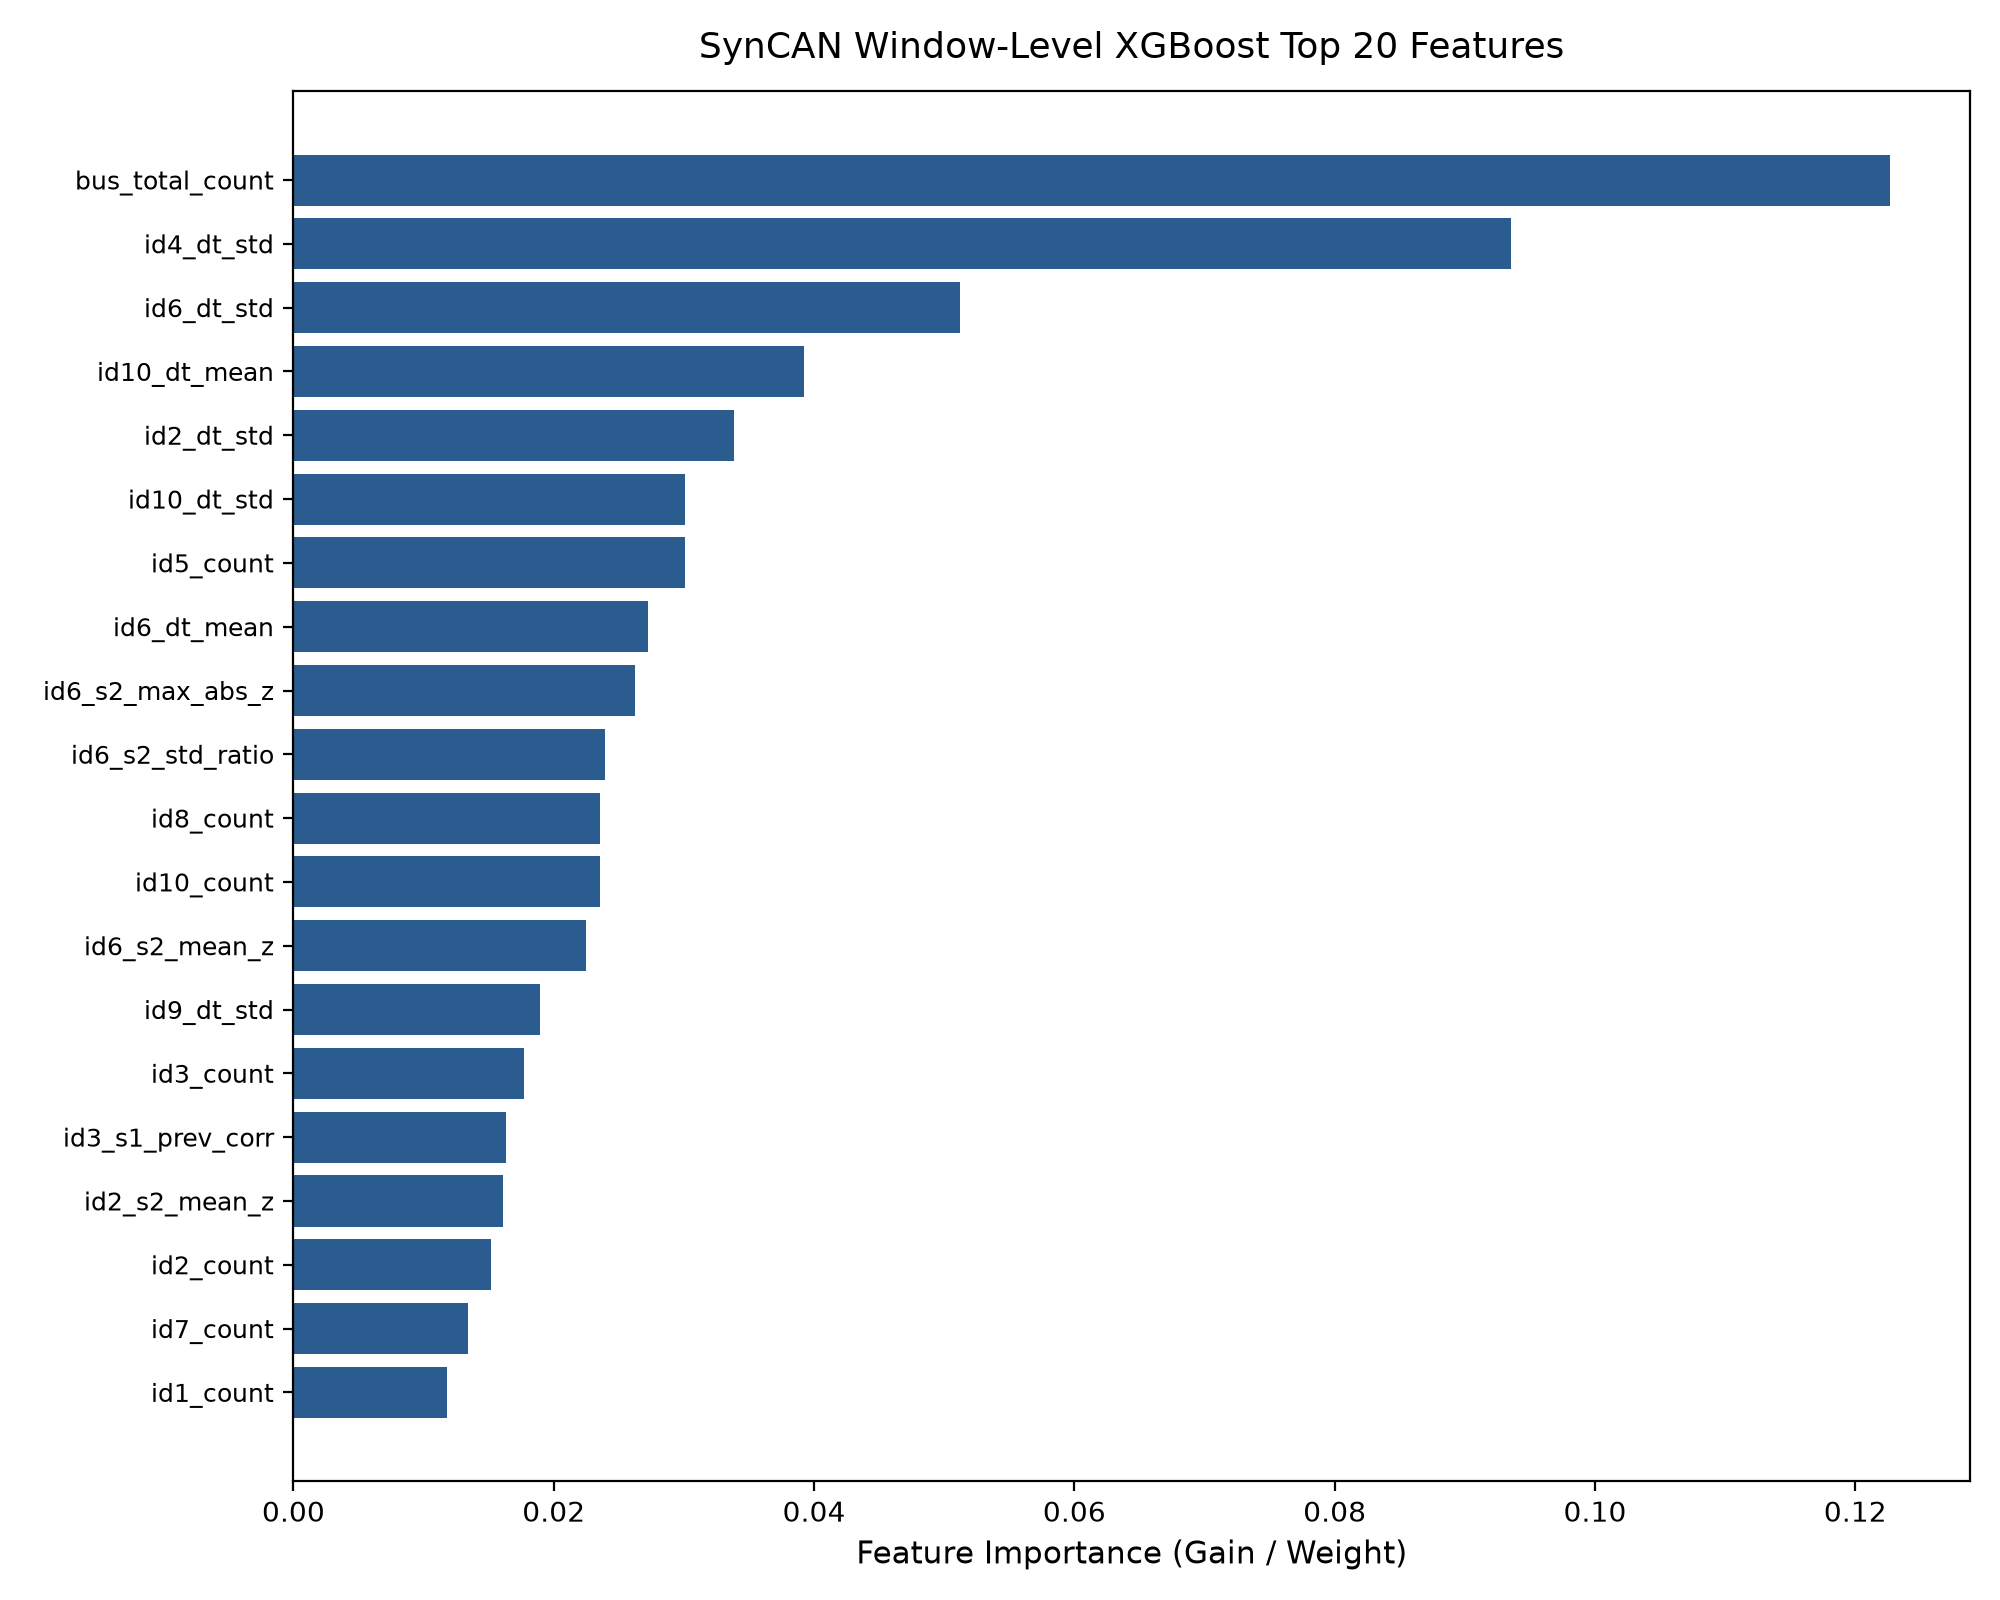 SynCAN Window-Level XGBoost Top 20 Features
bus_total_count
id4_dt_std
id6_dt_std
id10_dt_mean
id2_dt_std
id10_dt_std
id5_count
id6_dt_mean
id6_s2_max_abs_z
id6_s2_std_ratio
id8_count
id10_count
id6_s2_mean_z
id9_dt_std
id3_count
id3_s1_prev_corr
id2_s2_mean_z
id2_count
id7_count
id1_count
0.00 0.02 0.04 0.06 0.08 0.10 0.12
Feature Importance (Gain / Weight)